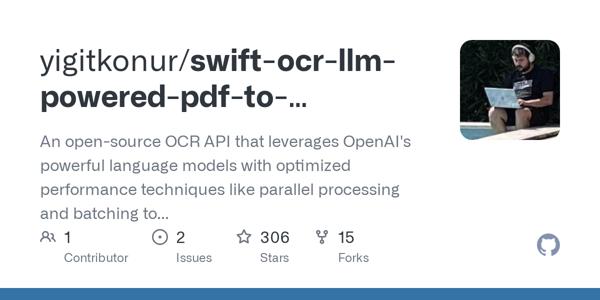 yigitkonur/swift-ocr-llm-
powered-pdf-to-...
An open-source OCR API that leverages OpenAI's
powerful language models with optimized
performance techniques like parallel processing
and batching to...
1
Contributor
2
Issues
306
Stars
15
Forks